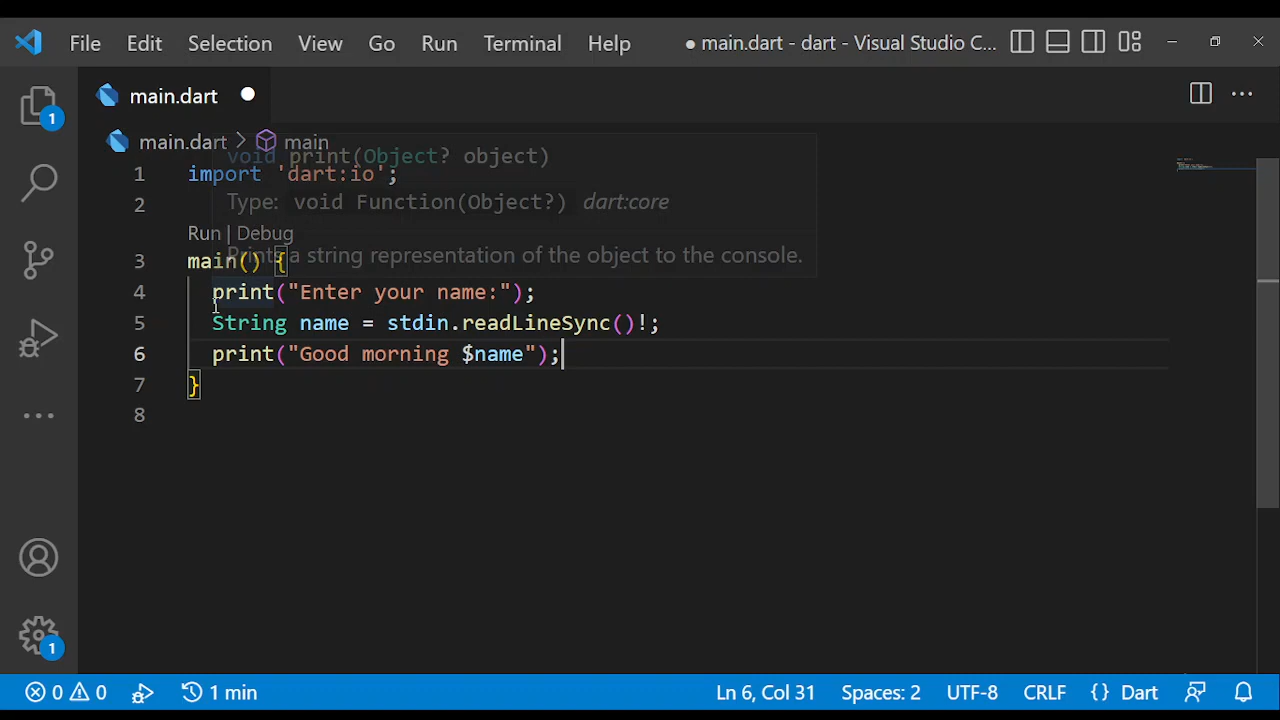 File Edit Selection View Go Run Terminal Help ● main.dart - dart - Visual Studio C...
main.dart
main.dart > main
void print(Object? object)
1 import 'dart:io';
Type: void Function(Object?) dart:core
2
Run | Debug
Prints a string representation of the object to the console.
3 main() {
4 print("Enter your name:");
5 String name = stdin.readLineSync()!;
6 print("Good morning $name");
7 }
8
1
1
0 0 1 min Ln 6, Col 31 Spaces: 2 UTF-8 CRLF {} Dart